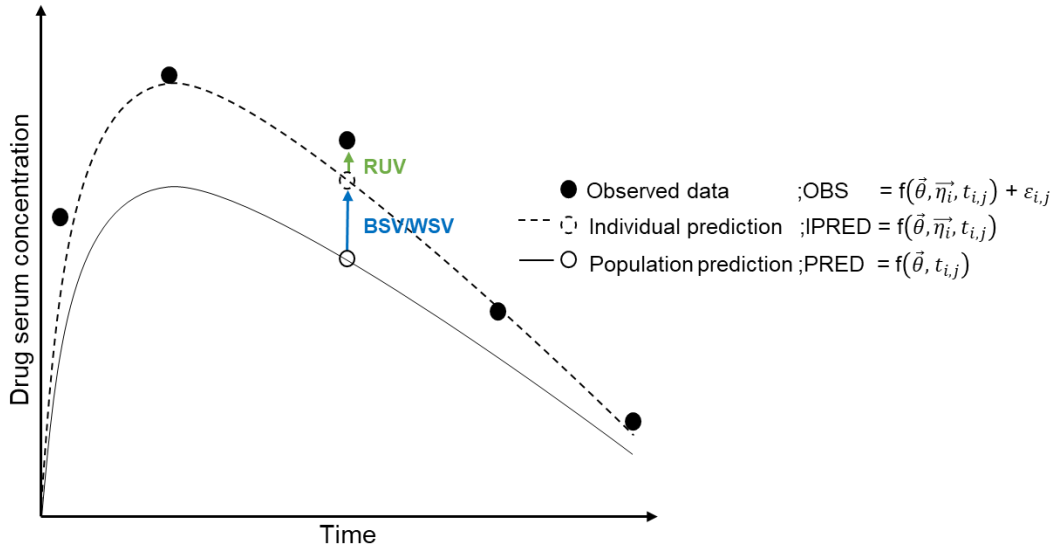 Drug serum concentration
RUV
BSV/WSV
Observed data ;OBS = f(θ⃗, η⃗ᵢ, tᵢ,ⱼ) + εᵢ,ⱼ
Individual prediction ;IPRED = f(θ⃗, η⃗ᵢ, tᵢ,ⱼ)
Population prediction ;PRED = f(θ⃗, tᵢ,ⱼ)
Time